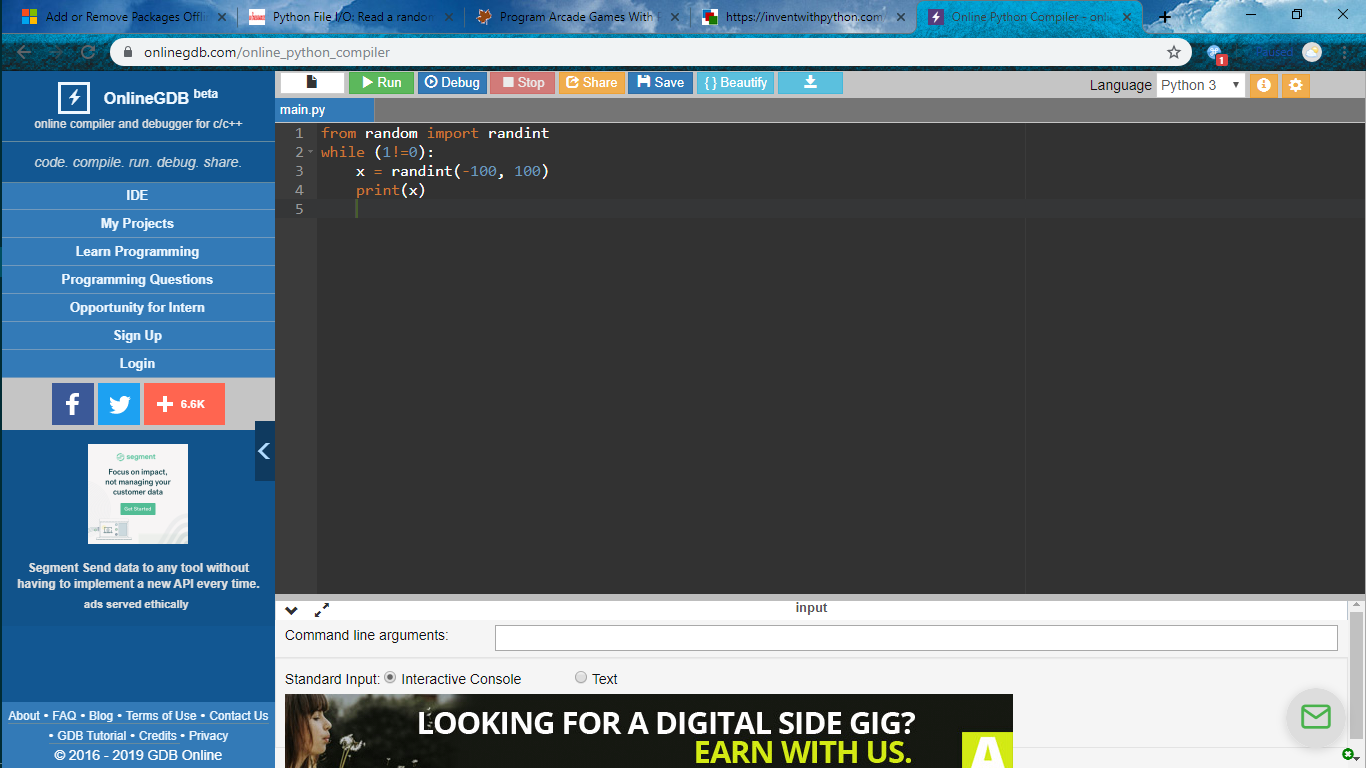 Add or Remove Packages Offl
Python File I/O: Read a random
Program Arcade Games With
https://inventwithpython.com
Online Python Compiler - onli
onlinegdb.com/online_python_compiler
Paused
1
OnlineGDB beta
online compiler and debugger for c/c++
code. compile. run. debug. share.
IDE
My Projects
Learn Programming
Programming Questions
Opportunity for Intern
Sign Up
Login
6.6K
segment
Focus on impact,
not managing your
customer data
Get Started
Segment Send data to any tool without
having to implement a new API every time.
ads served ethically
About • FAQ • Blog • Terms of Use • Contact Us
• GDB Tutorial • Credits • Privacy
© 2016 - 2019 GDB Online
Run
Debug
Stop
Share
Save
{ } Beautify
Language Python 3
main.py
1 from random import randint
2 while (1!=0):
3     x = randint(-100, 100)
4     print(x)
5
input
Command line arguments:
Standard Input: Interactive Console Text
LOOKING FOR A DIGITAL SIDE GIG?
EARN WITH US.
A